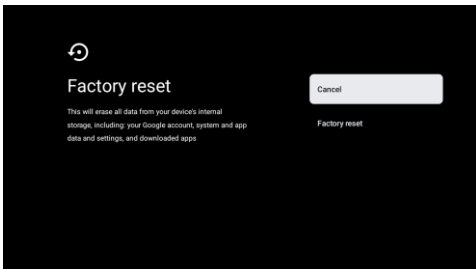 Factory reset
This will erase all data from your device's internal
storage, including: your Google account, system and app
data and settings, and downloaded apps
Cancel
Factory reset